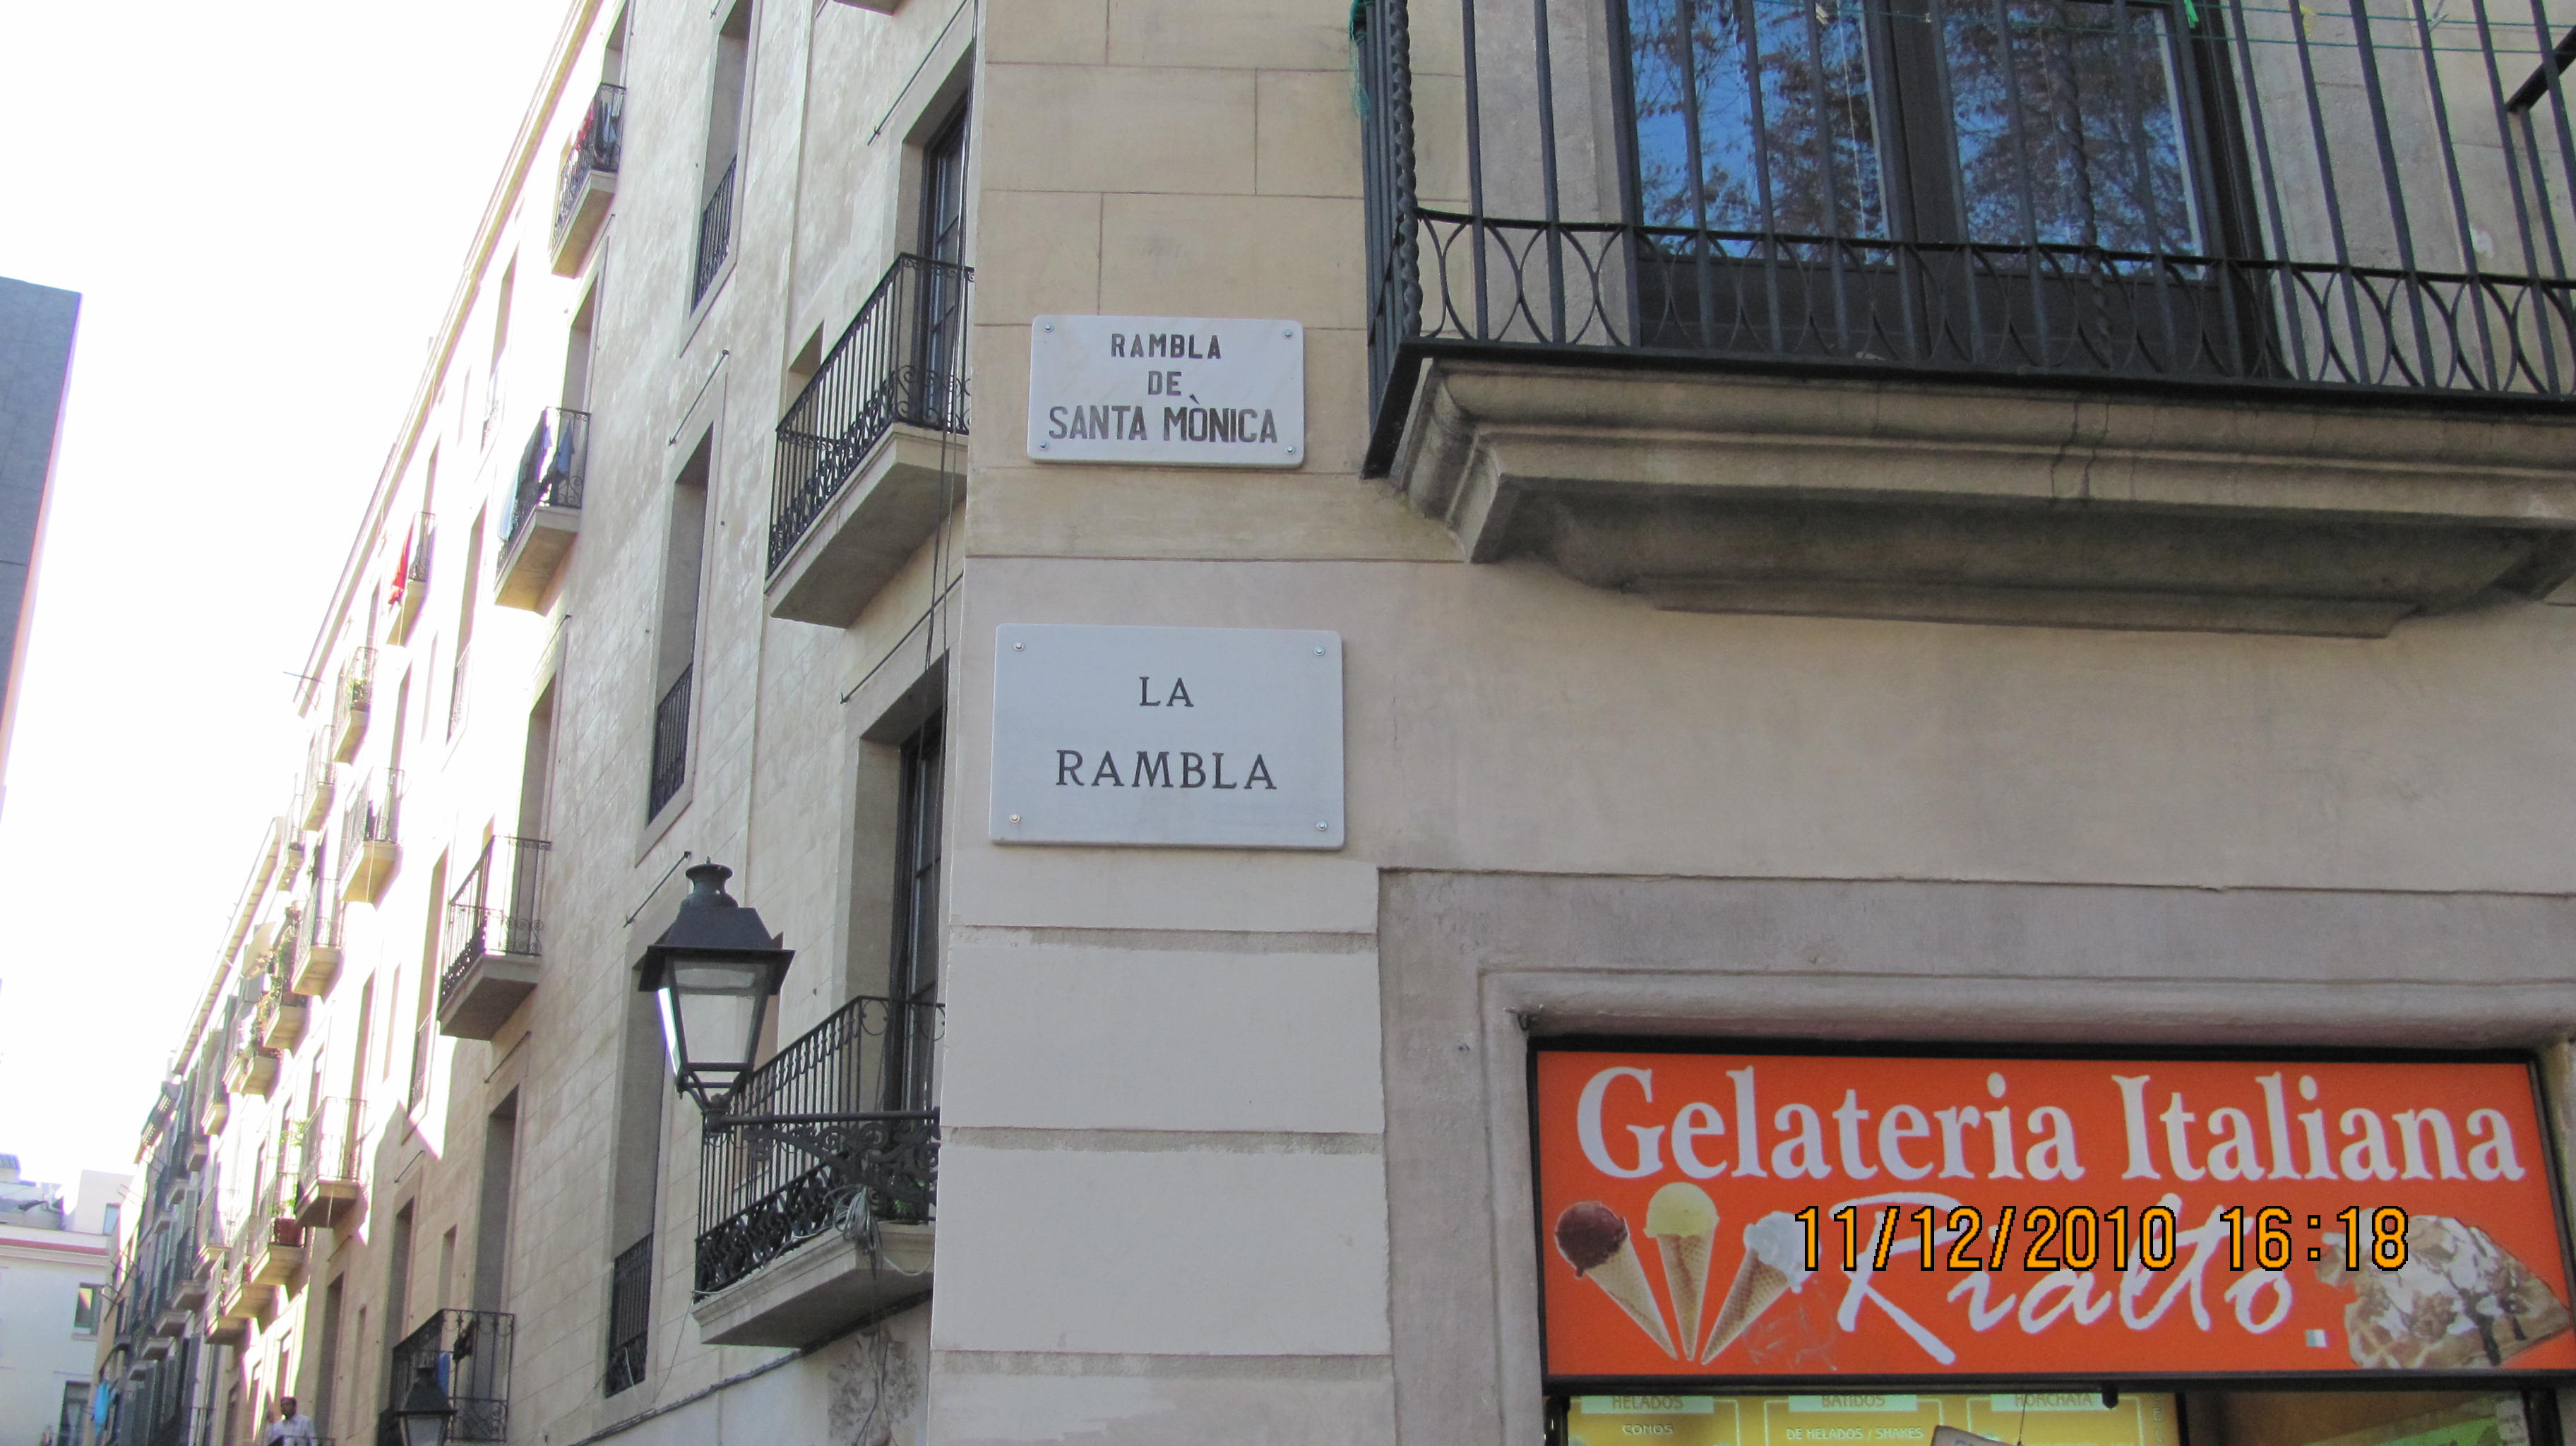 RAMBLA
DE
SANTA MÒNICA
LA
RAMBLA
Gelateria Italiana
Rialto
11/12/2010 16:18
HELADOS
BATIDOS
HORCHATA
CONOS
DE HELADOS / SHAKES